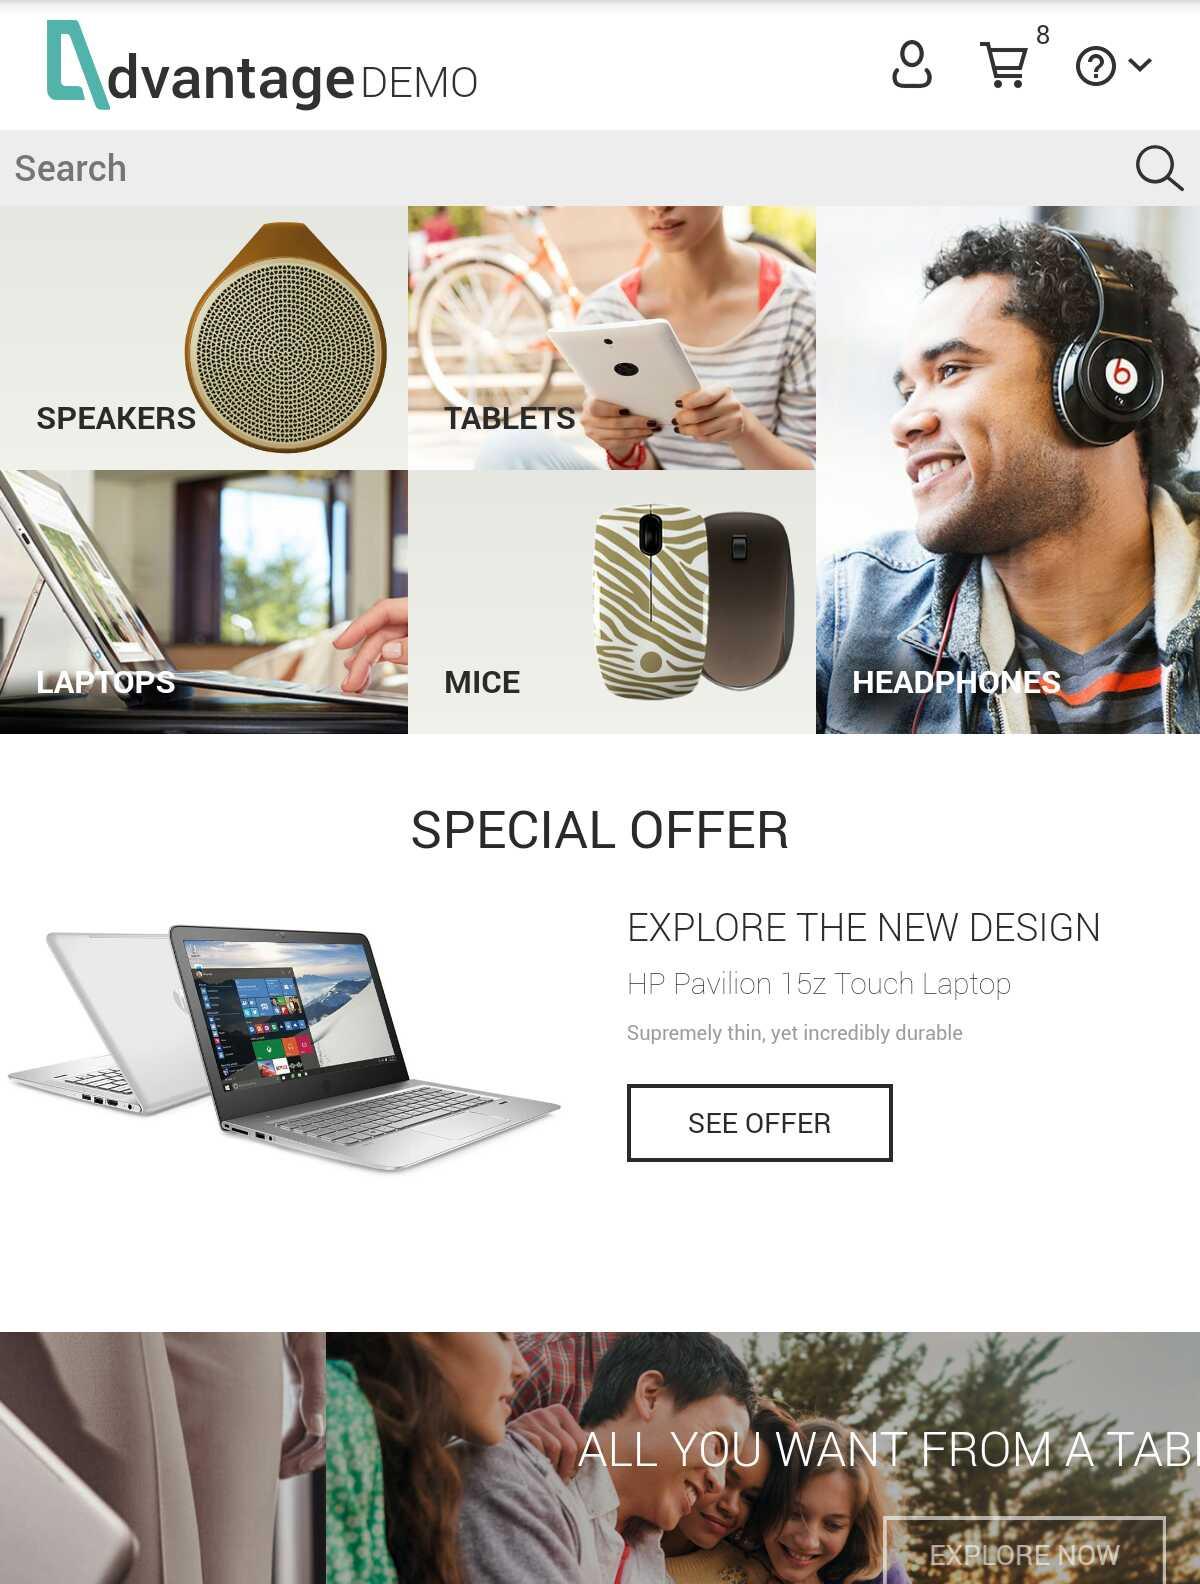 dvantage DEMO
8
Search
SPEAKERS
TABLETS
LAPTOPS
MICE
HEADPHONES
SPECIAL OFFER
EXPLORE THE NEW DESIGN
HP Pavilion 15z Touch Laptop
Supremely thin, yet incredibly durable
SEE OFFER
ALL YOU WANT FROM A TAB
EXPLORE NOW